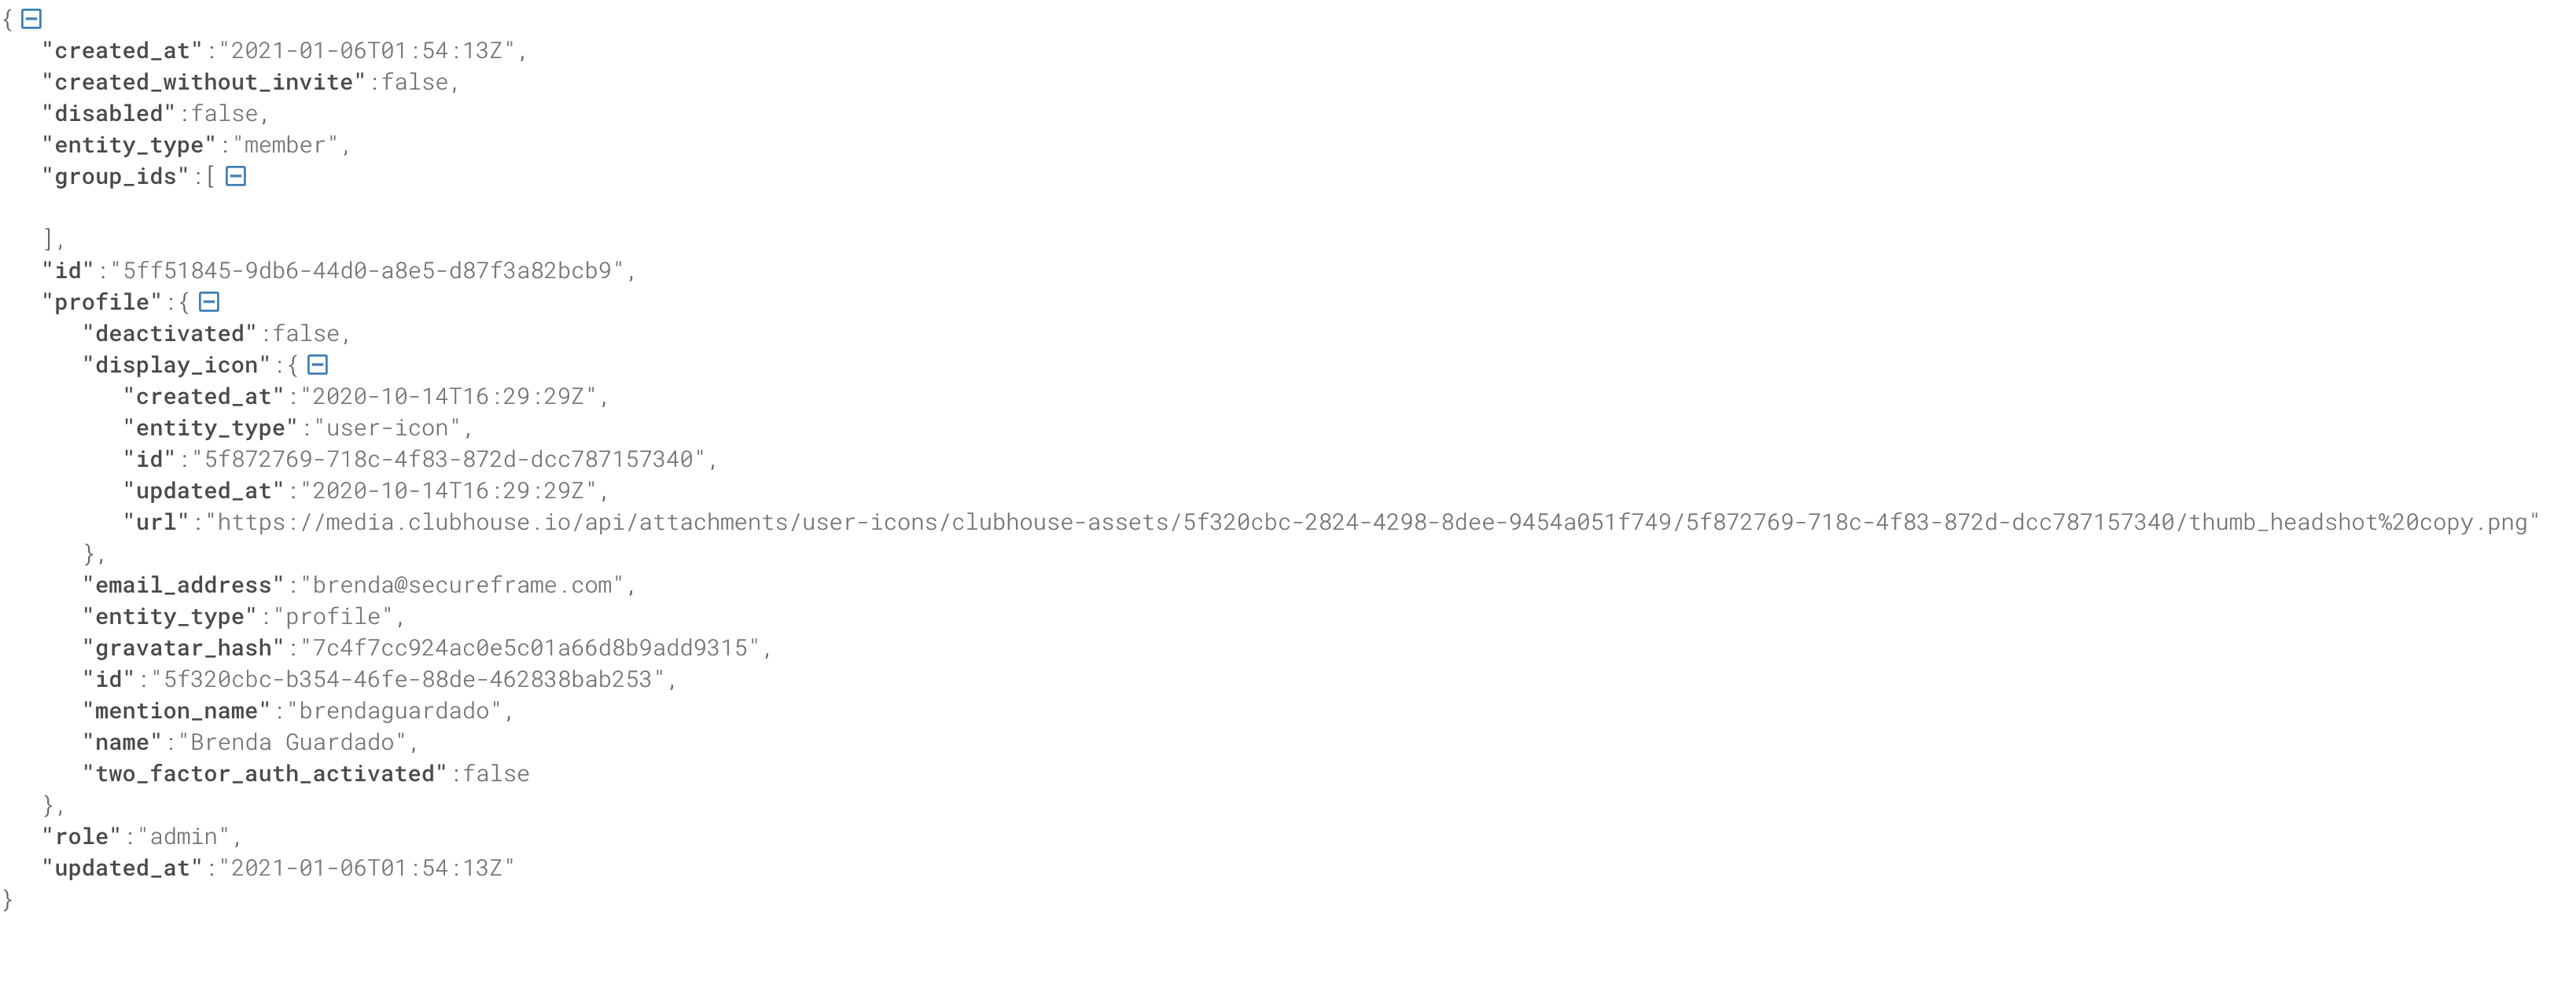 {
"created_at":"2021-01-06T01:54:13Z",
"created_without_invite":false,
"disabled":false,
"entity_type":"member",
"group_ids":[
],
"id":"5ff51845-9db6-44d0-a8e5-d87f3a82bcb9",
"profile":{
"deactivated":false,
"display_icon":{
"created_at":"2020-10-14T16:29:29Z",
"entity_type":"user-icon",
"id":"5f872769-718c-4f83-872d-dcc787157340",
"updated_at":"2020-10-14T16:29:29Z",
"url":"https://media.clubhouse.io/api/attachments/user-icons/clubhouse-assets/5f320cbc-2824-4298-8dee-9454a051f749/5f872769-718c-4f83-872d-dcc787157340/thumb_headshot%20copy.png"
},
"email_address":"brenda@secureframe.com",
"entity_type":"profile",
"gravatar_hash":"7c4f7cc924ac0e5c01a66d8b9add9315",
"id":"5f320cbc-b354-46fe-88de-462838bab253",
"mention_name":"brendaguardado",
"name":"Brenda Guardado",
"two_factor_auth_activated":false
},
"role":"admin",
"updated_at":"2021-01-06T01:54:13Z"
}